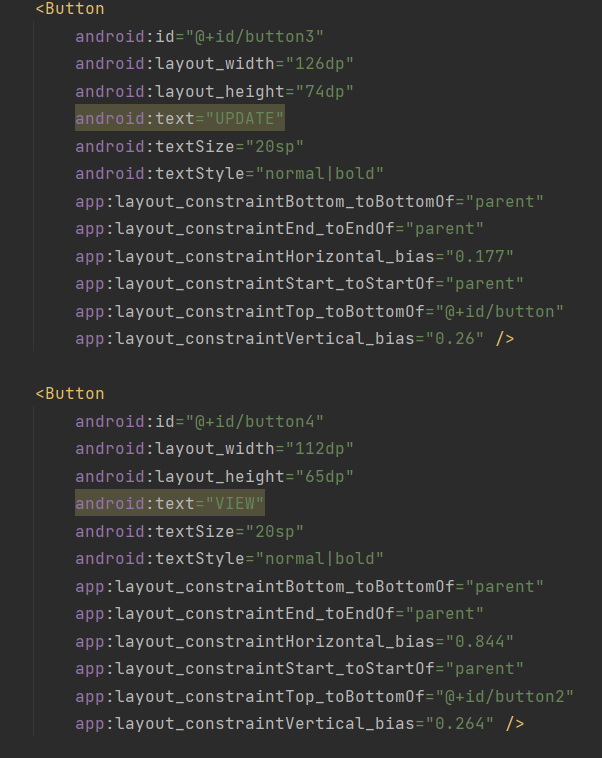 <Button
android:id="@+id/button3"
android:layout_width="126dp"
android:layout_height="74dp"
android:text="UPDATE"
android:textSize="20sp"
android:textStyle="normal|bold"
app:layout_constraintBottom_toBottomOf="parent"
app:layout_constraintEnd_toEndOf="parent"
app:layout_constraintHorizontal_bias="0.177"
app:layout_constraintStart_toStartOf="parent"
app:layout_constraintTop_toBottomOf="@+id/button"
app:layout_constraintVertical_bias="0.26" />
<Button
android:id="@+id/button4"
android:layout_width="112dp"
android:layout_height="65dp"
android:text="VIEW"
android:textSize="20sp"
android:textStyle="normal|bold"
app:layout_constraintBottom_toBottomOf="parent"
app:layout_constraintEnd_toEndOf="parent"
app:layout_constraintHorizontal_bias="0.844"
app:layout_constraintStart_toStartOf="parent"
app:layout_constraintTop_toBottomOf="@+id/button2"
app:layout_constraintVertical_bias="0.264" />